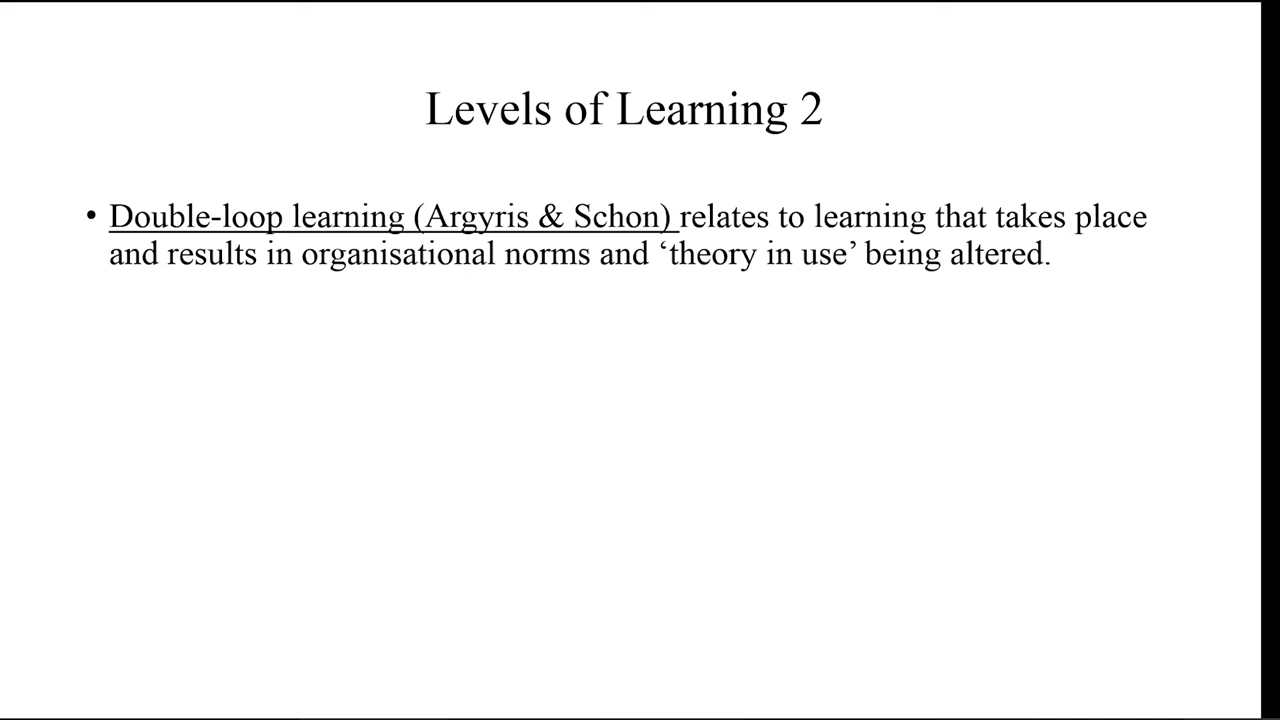 Levels of Learning 2
• Double-loop learning (Argyris & Schon) relates to learning that takes place
and results in organisational norms and ‘theory in use’ being altered.